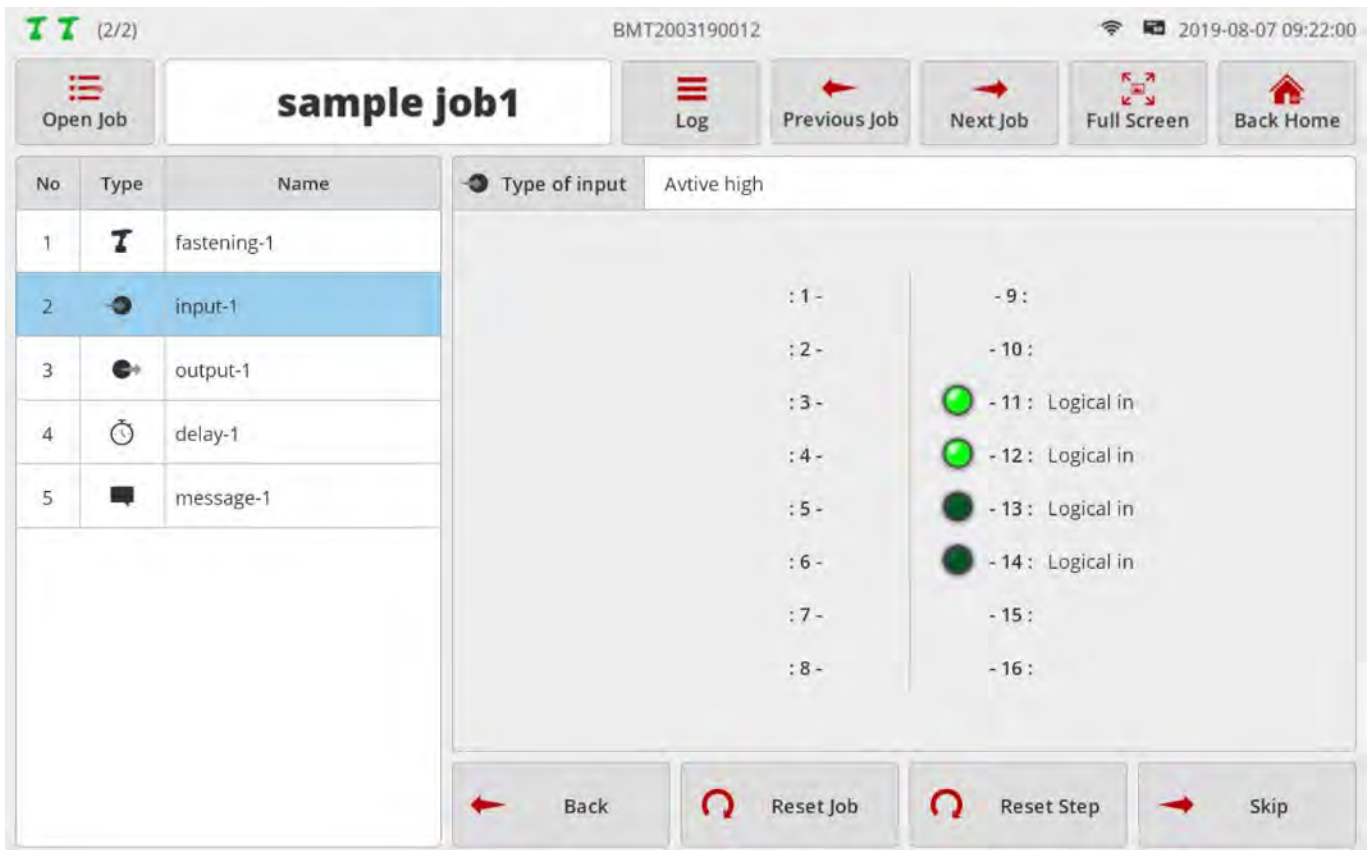 (2/2) BMT2003190012 2019-08-07 09:22:00
Open Job sample job1 Log Previous Job Next Job Full Screen Back Home
No Type Name
1 fastening-1
2 input-1
3 output-1
4 delay-1
5 message-1
Type of input Avtive high
: 1 - - 9 :
: 2 - - 10 :
: 3 - - 11 : Logical in
: 4 - - 12 : Logical in
: 5 - - 13 : Logical in
: 6 - - 14 : Logical in
: 7 - - 15 :
: 8 - - 16 :
Back Reset Job Reset Step Skip